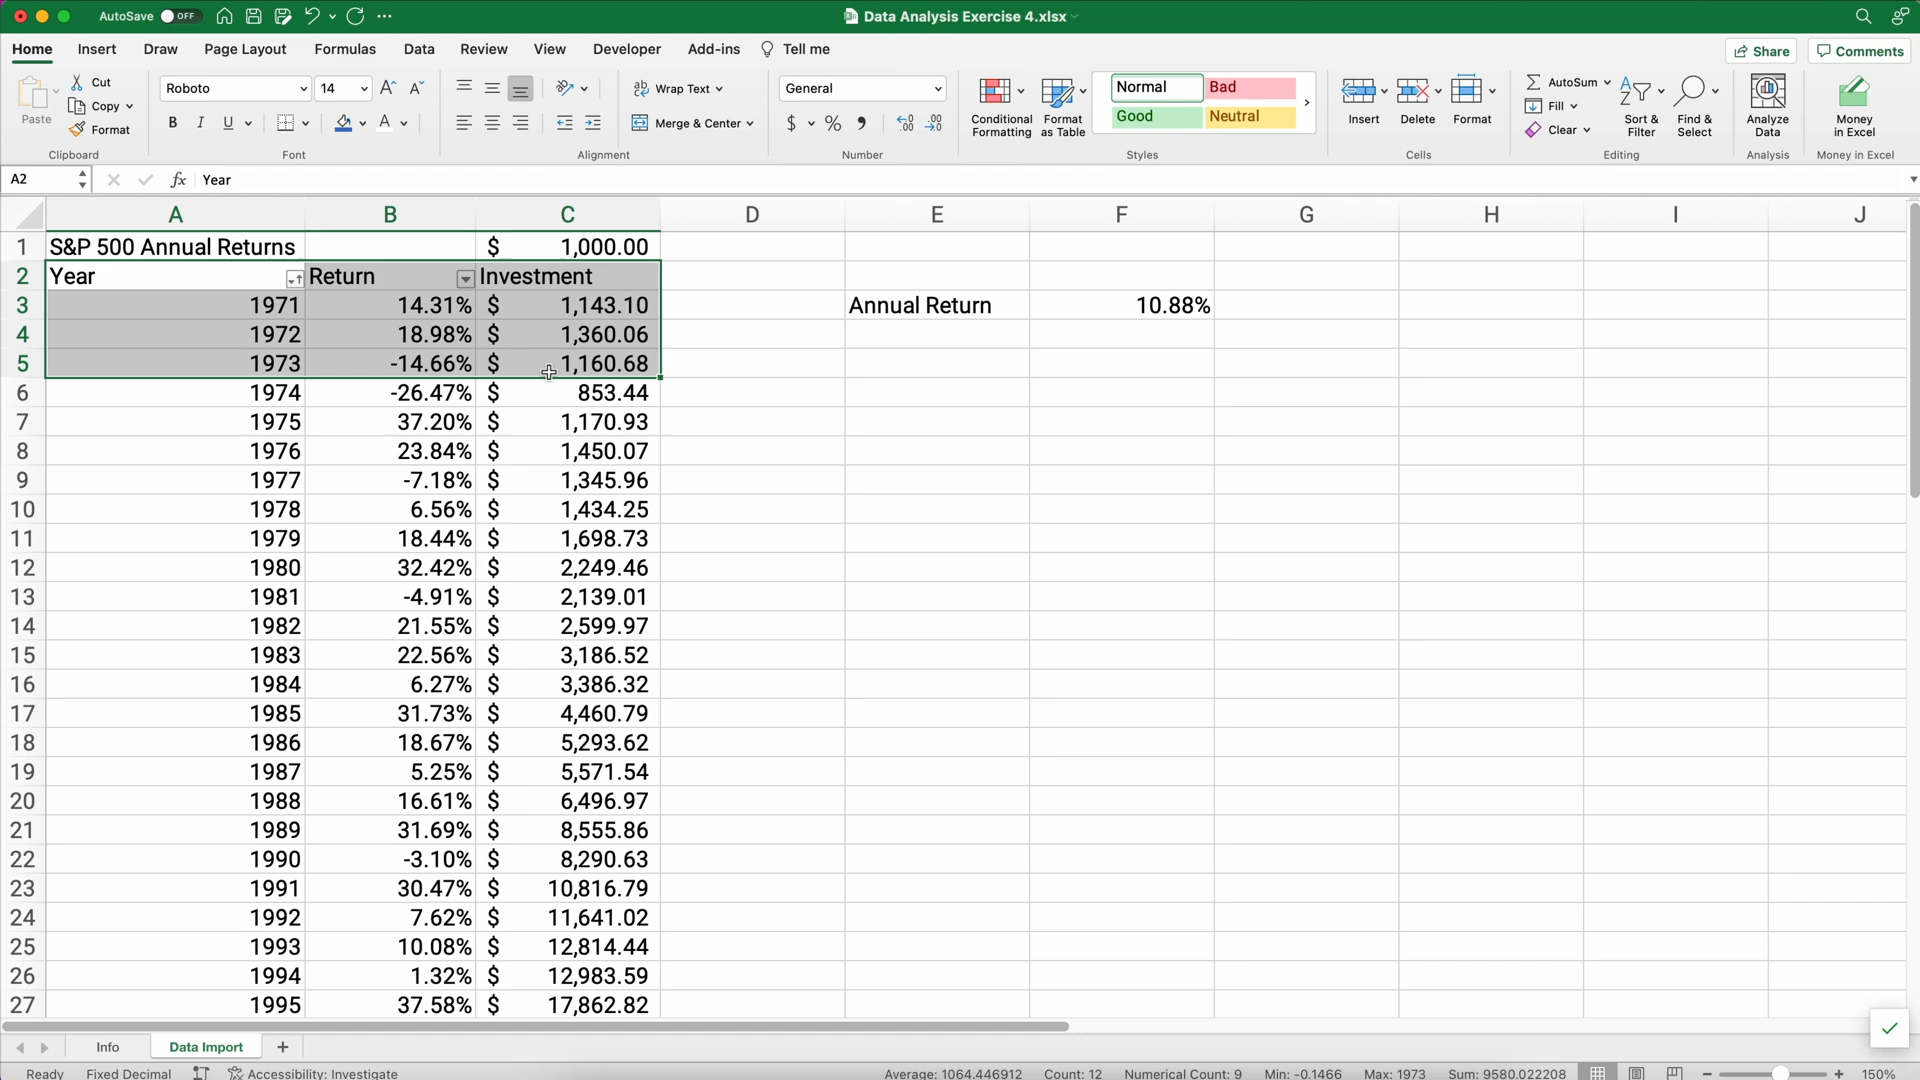 AutoSave OFF
Data Analysis Exercise 4.xlsx
Home Insert Draw Page Layout Formulas Data Review View Developer Add-ins Tell me
Share Comments
Paste
Cut
Copy
Format
Clipboard
Roboto 14
B I U
Font
Wrap Text
Merge & Center
Alignment
General
$ %
Number
Conditional Formatting
Format as Table
Normal Bad
Good Neutral
Styles
Insert Delete Format
Cells
AutoSum
Fill
Clear
Sort & Filter
Find & Select
Editing
Analyze Data
Analysis
Money in Excel
Money in Excel
A2 fx Year
A B C D E F G H I J
1 S&P 500 Annual Returns $ 1,000.00
2 Year Return Investment
3 1971 14.31% $ 1,143.10 Annual Return 10.88%
4 1972 18.98% $ 1,360.06
5 1973 -14.66% $ 1,160.68
6 1974 -26.47% $ 853.44
7 1975 37.20% $ 1,170.93
8 1976 23.84% $ 1,450.07
9 1977 -7.18% $ 1,345.96
10 1978 6.56% $ 1,434.25
11 1979 18.44% $ 1,698.73
12 1980 32.42% $ 2,249.46
13 1981 -4.91% $ 2,139.01
14 1982 21.55% $ 2,599.97
15 1983 22.56% $ 3,186.52
16 1984 6.27% $ 3,386.32
17 1985 31.73% $ 4,460.79
18 1986 18.67% $ 5,293.62
19 1987 5.25% $ 5,571.54
20 1988 16.61% $ 6,496.97
21 1989 31.69% $ 8,555.86
22 1990 -3.10% $ 8,290.63
23 1991 30.47% $ 10,816.79
24 1992 7.62% $ 11,641.02
25 1993 10.08% $ 12,814.44
26 1994 1.32% $ 12,983.59
27 1995 37.58% $ 17,862.82
Info Data Import
Ready Fixed Decimal Accessibility: Investigate Average: 1064.446912 Count: 12 Numerical Count: 9 Min: -0.1466 Max: 1973 Sum: 9580.022208 150%